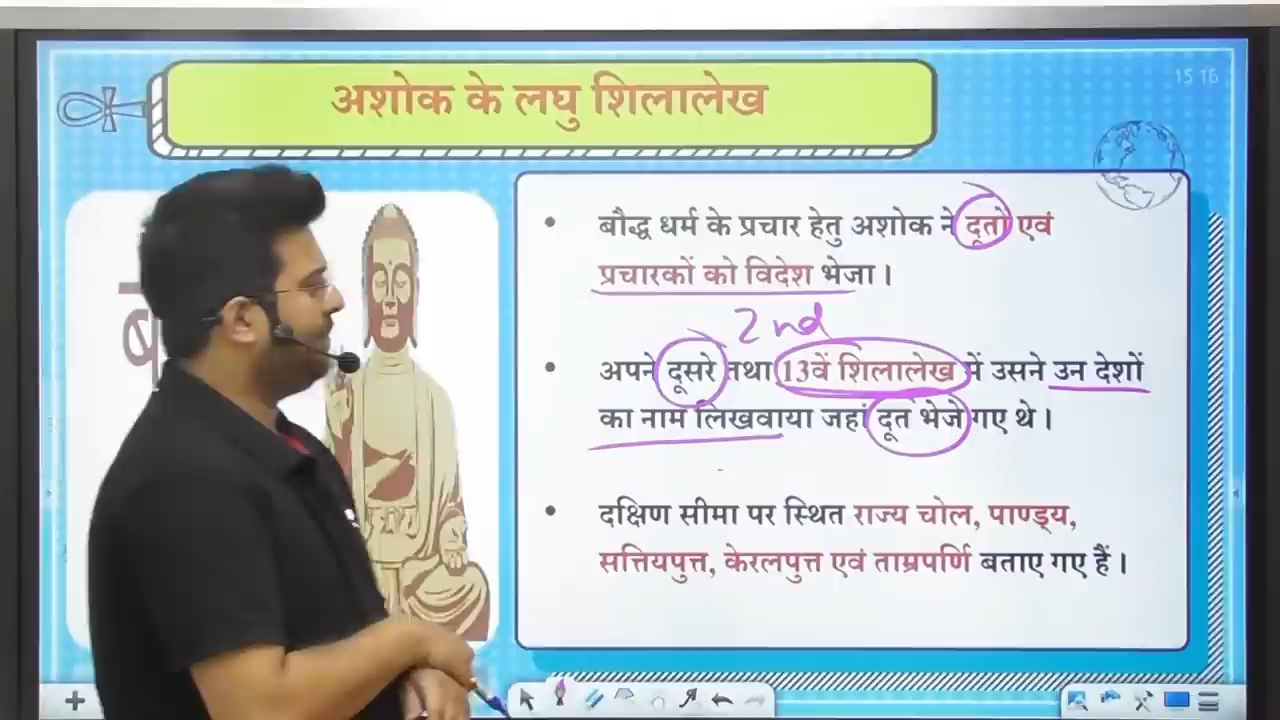 15 16
अशोक के लघु शिलालेख
बौद्ध धर्म के प्रचार हेतु अशोक ने दूतों एवं
प्रचारकों को विदेश भेजा।
2nd
अपने दूसरे तथा 13वें शिलालेख में उसने उन देशों
का नाम लिखवाया जहां दूत भेजे गए थे।
दक्षिण सीमा पर स्थित राज्य चोल, पाण्ड्य,
सत्तियपुत्त, केरलपुत्त एवं ताम्रपर्णि बताए गए हैं।